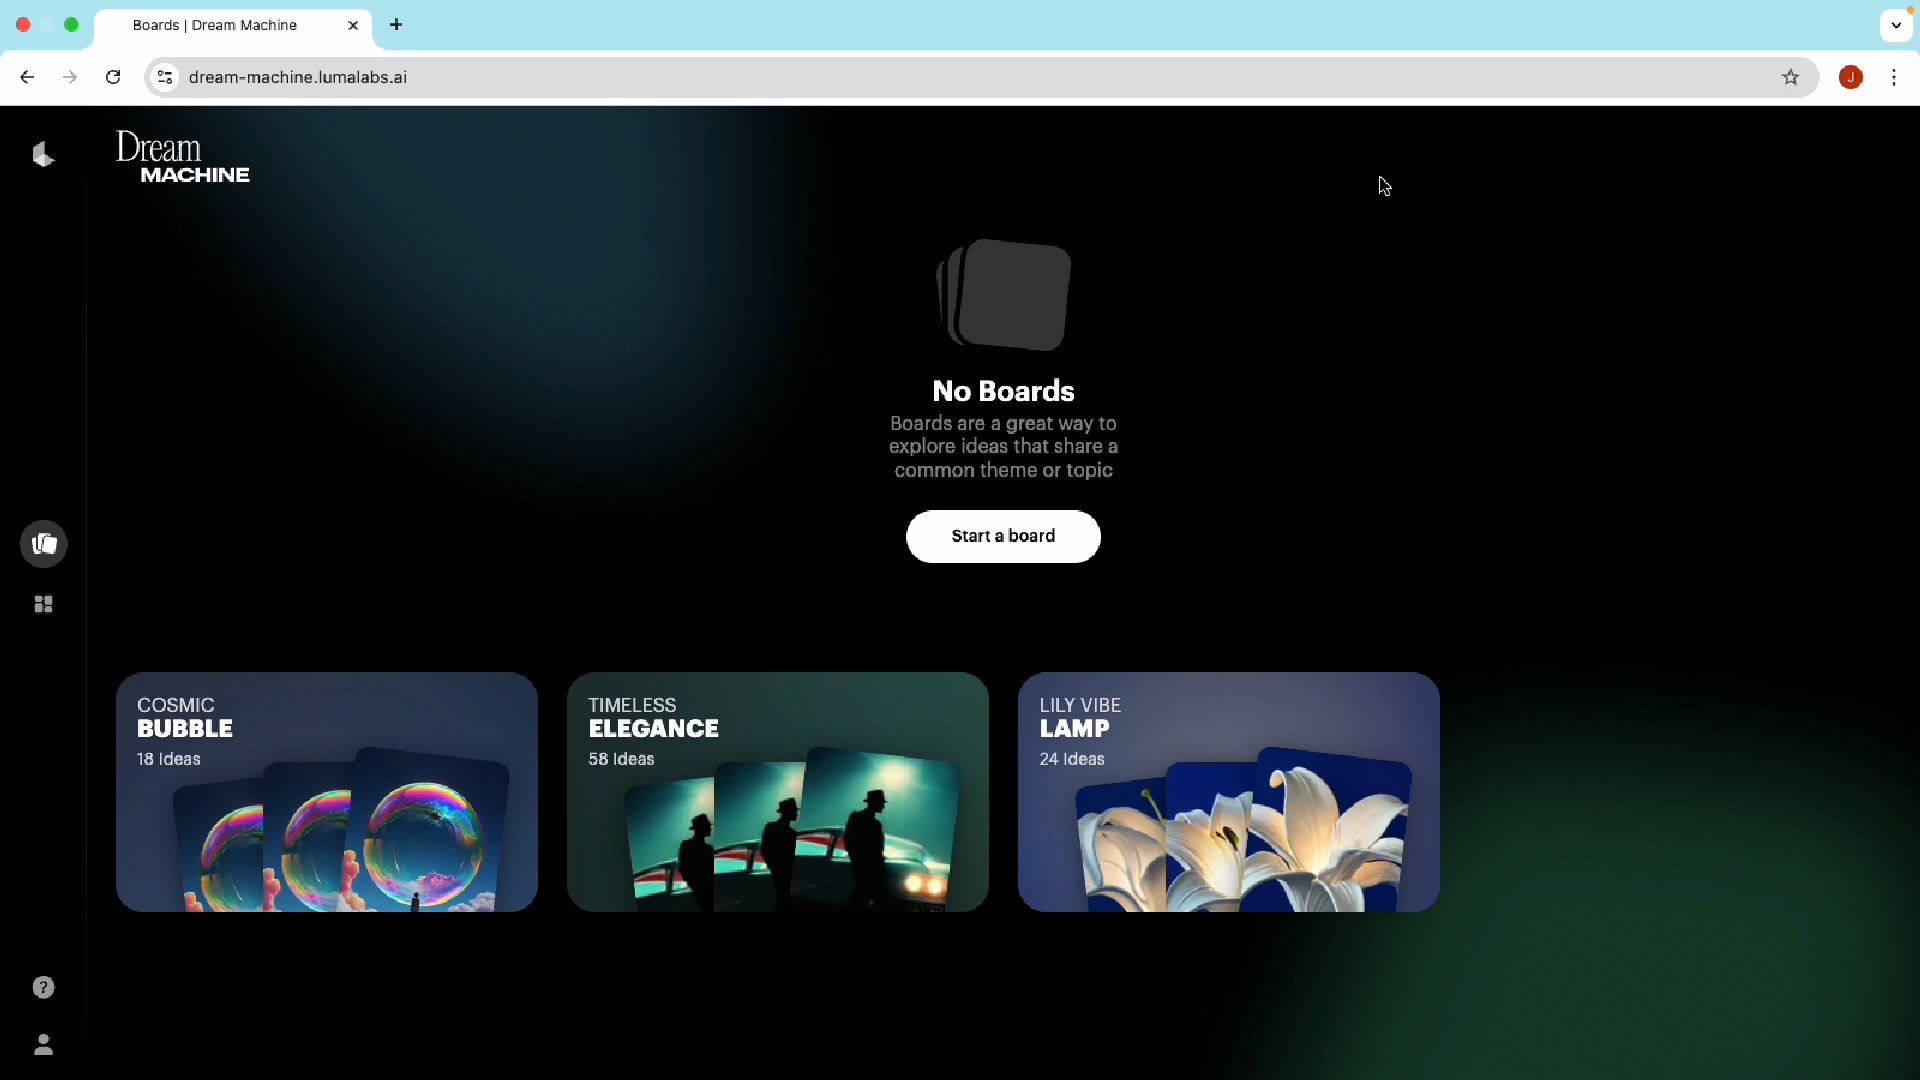 Boards | Dream Machine
dream-machine.lumalabs.ai
J
Dream
MACHINE
No Boards
Boards are a great way to
explore ideas that share a
common theme or topic
Start a board
COSMIC
BUBBLE
18 Ideas
TIMELESS
ELEGANCE
58 Ideas
LILY VIBE
LAMP
24 Ideas
?